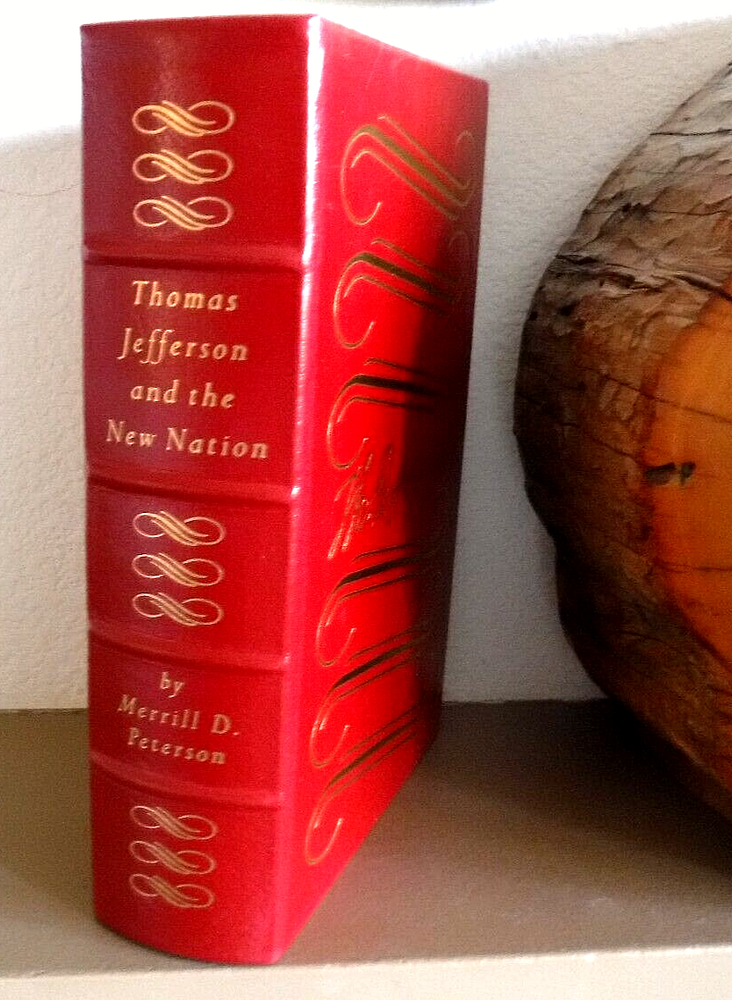 Thomas
Jefferson
and the
New Nation
by
Merrill D.
Peterson